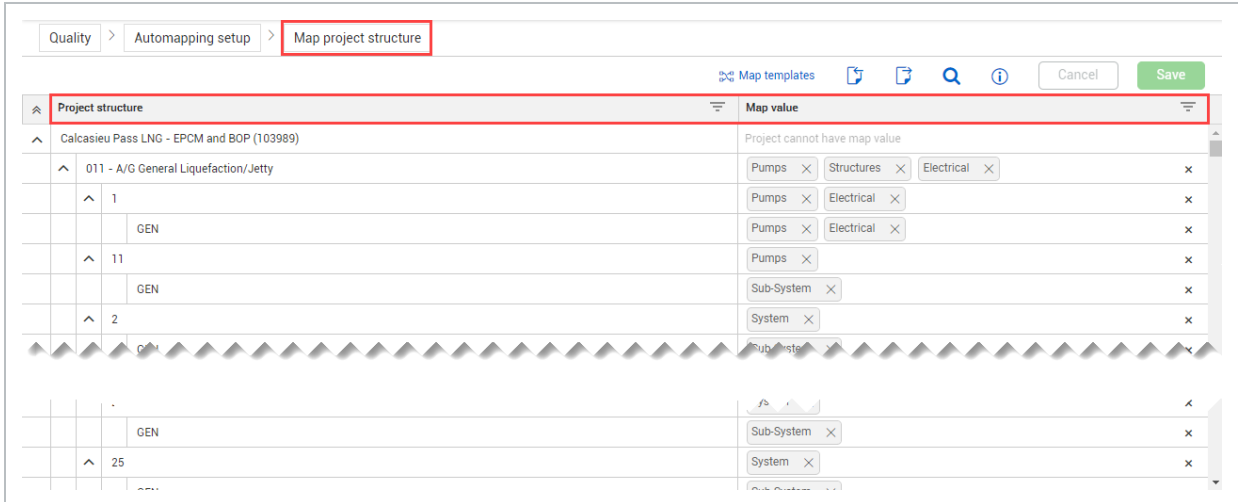 Quality > Automapping setup > Map project structure
Map templates Cancel Save
Project structure Map value
Calcasieu Pass LNG - EPCM and BOP (103989) Project cannot have map value
011 - A/G General Liquefaction/Jetty Pumps Structures Electrical
1 Pumps Electrical
GEN Pumps Electrical
11 Pumps
GEN Sub-System
2 System
GEN Sub-System
25 System